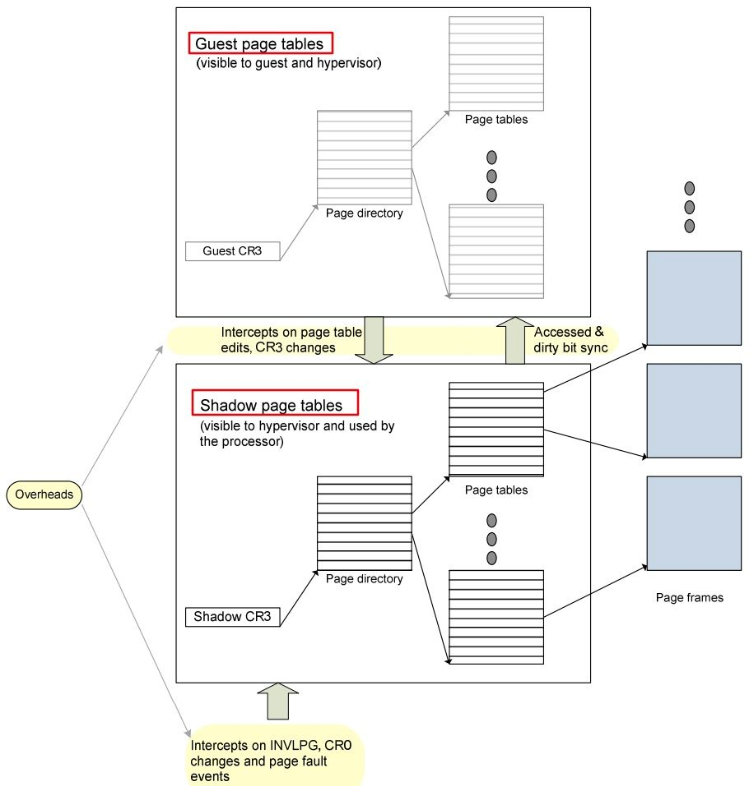 Guest page tables
(visible to guest and hypervisor)
Page tables
Page directory
Guest CR3
Intercepts on page table
edits, CR3 changes
Accessed &
dirty bit sync
Shadow page tables
(visible to hypervisor and used by
the processor)
Overheads
Page tables
Page directory
Shadow CR3
Page frames
Intercepts on INVLPG, CR0
changes and page fault
events